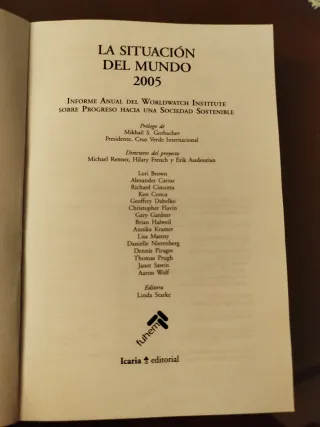 LA SITUACIÓN
DEL MUNDO
2005
INFORME ANUAL DEL WORLDWATCH INSTITUTE
SOBRE PROGRESO HACIA UNA SOCIEDAD SOSTENIBLE
Prólogo de
Mikhail S. Gorbachev
Presidente, Cruz Verde Internacional
Directores del proyecto
Michael Renner, Hilary French y Erik Assdourian
Lori Brown
Alexander Carius
Richard Cincotta
Ken Conca
Geoffrey Dabelko
Christopher Flavin
Gary Gardner
Brian Halweil
Annika Kramer
Lisa Mastny
Danielle Nierenberg
Dennis Pirages
Thomas Prugh
Janet Sawin
Aaron Wolf
Editora
Linda Starke
fuhem
Icaria editorial